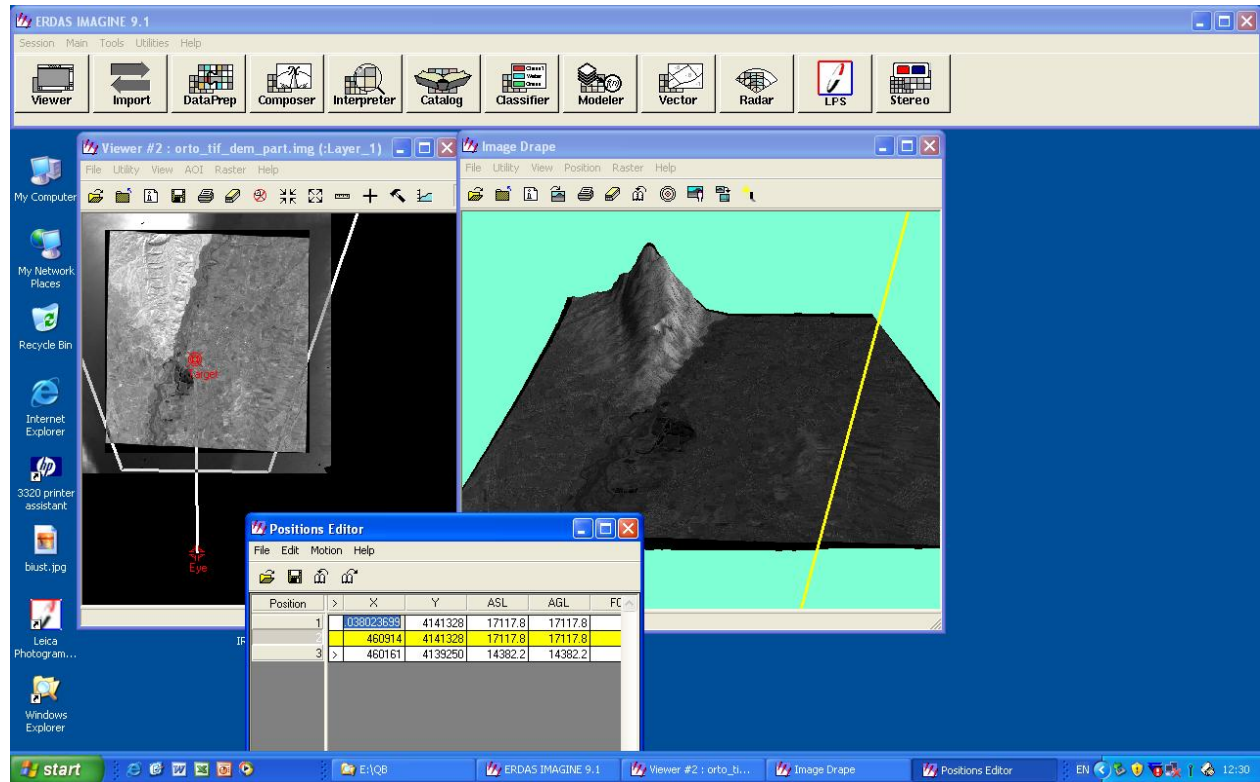 ERDAS IMAGINE 9.1
Session Main Tools Utilities Help
Viewer Import DataPrep Composer Interpreter Catalog Classifier Modeler Vector Radar LPS Stereo
My Computer
My Network Places
Recycle Bin
Internet Explorer
3320 printer assistant
biust.jpg
Leica Photogram...
Windows Explorer
Viewer #2 : orto_tif_dem_part.img (:Layer_1)
File Utility View AOI Raster Help
Target
Eye
Image Drape
File Utility View Position Raster Help
Positions Editor
File Edit Motion Help
Position > X Y ASL AGL
1 038023699 4141328 17117.8 17117.8
2 460914 4141328 17117.8 17117.8
3 > 460161 4139250 14382.2 14382.2
start E:\QB ERDAS IMAGINE 9.1 Viewer #2 : orto_ti... Image Drape Positions Editor EN 12:30